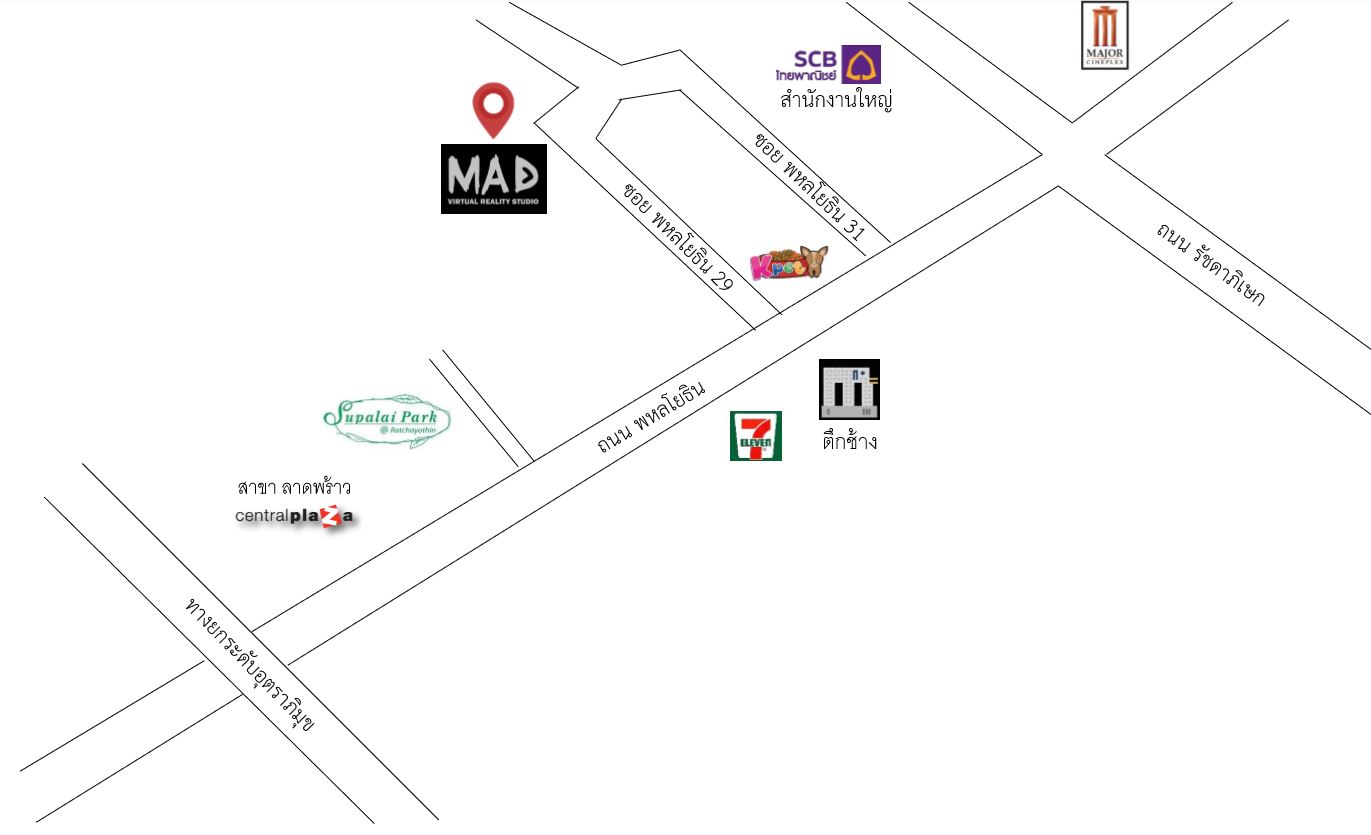 MAJOR
CINEPLEX
SCB
ไทยพาณิชย์
สำนักงานใหญ่
MAD
VIRTUAL REALITY STUDIO
ซอย พหลโยธิน 31
ซอย พหลโยธิน 29
Kpet
ถนน รัชดาภิเษก
ถนน พหลโยธิน
7
ELEVEN
ตึกช้าง
Supalai Park
@ Ratchayothin
สาขา ลาดพร้าว
centralplaza
ทางยกระดับอุตราภิมุข